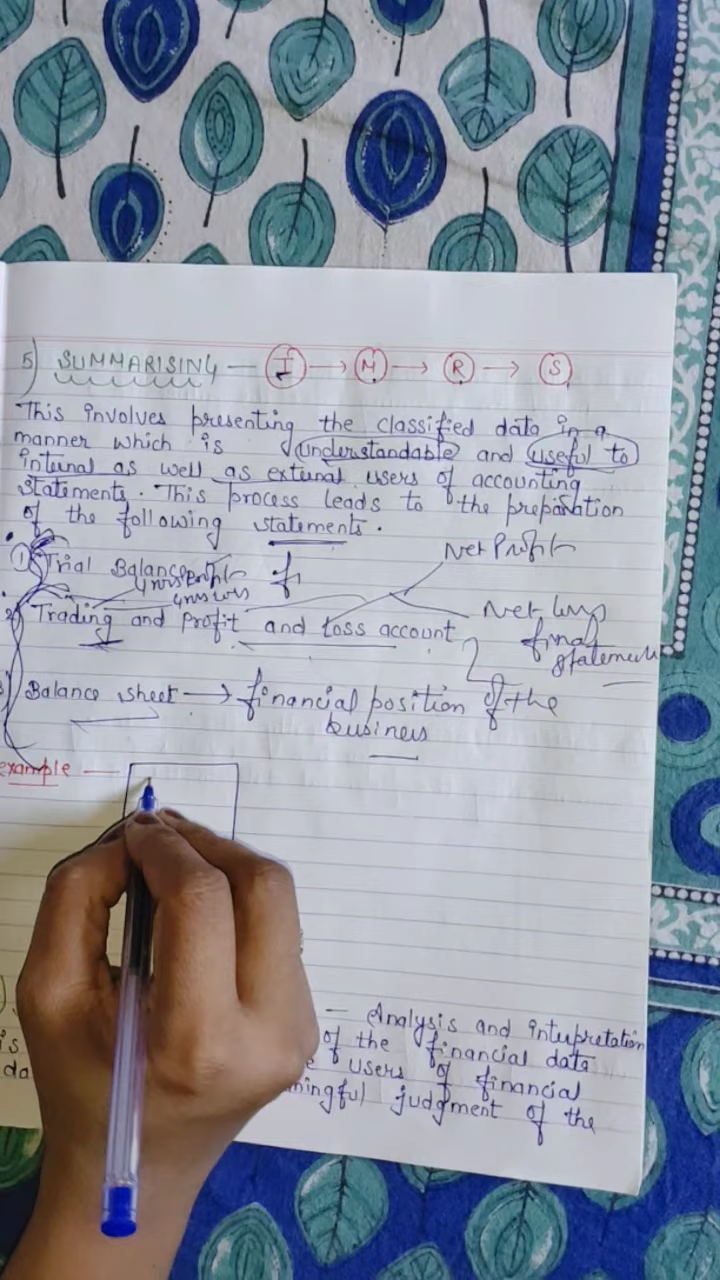 5) SUMMARISING — I → M → R → S
This involves presenting the classified data in a
manner which is understandable and useful to
internal as well as external users of accounting
statements. This process leads to the preparation
of the following statements.
Net Profit
1) Trial Balance
2) Trading and Profit and Loss account
Net loss
final
statement
Balance sheet → financial position of the
business
example —
— Analysis and interpretation
is of the financial data
da users of financial
judgment of the